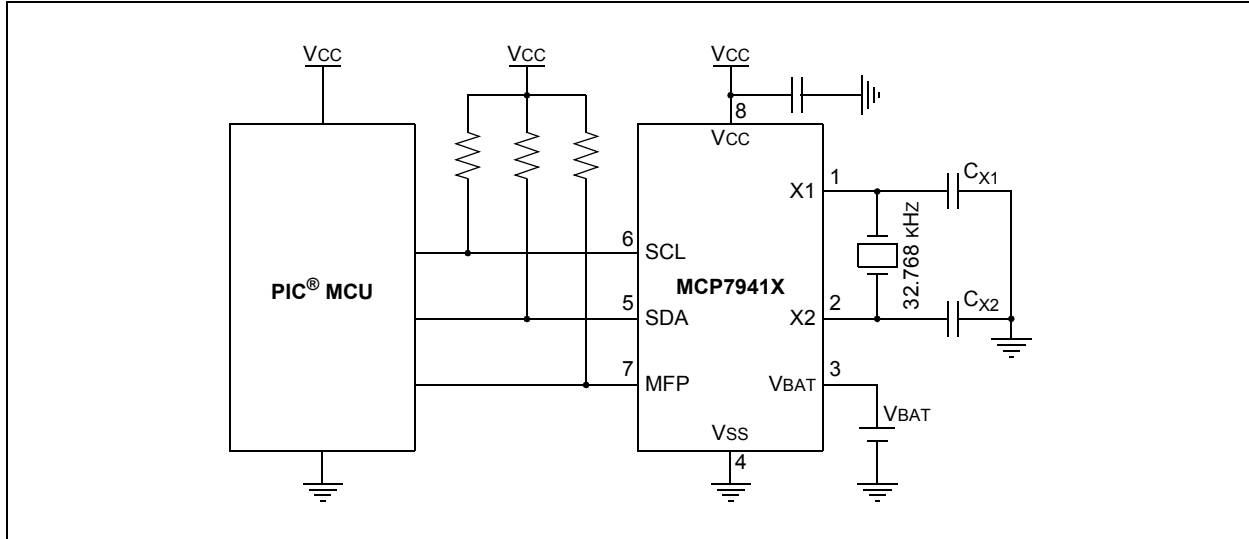 VCC
VCC
VCC
8
VCC
1
CX1
X1
6
SCL
32.768 KHZ
PIC® MCU
MCP7941X
5
SDA
2
CX2
X2
7
MFP
3
VBAT
VBAT
VSS
4